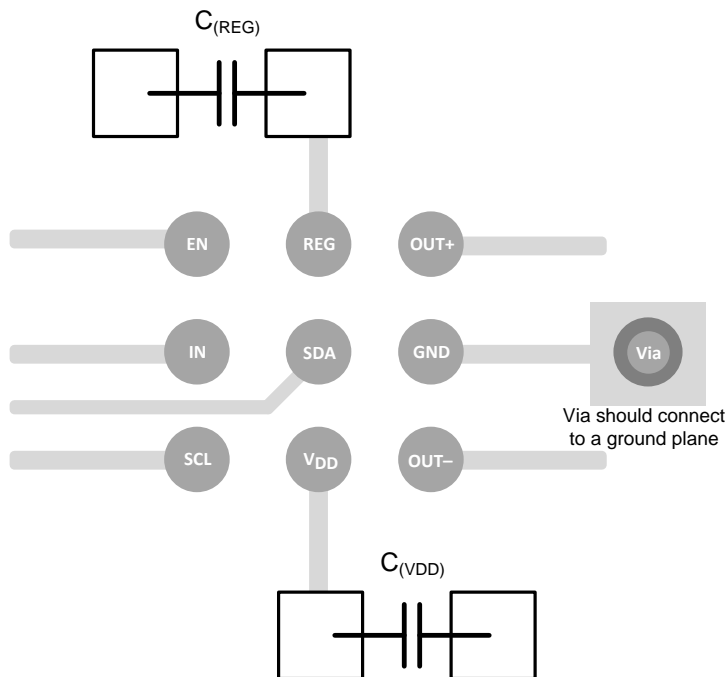 C(REG)
EN REG OUT+
IN SDA GND Via
Via should connect
to a ground plane
SCL VDD OUT–
C(VDD)